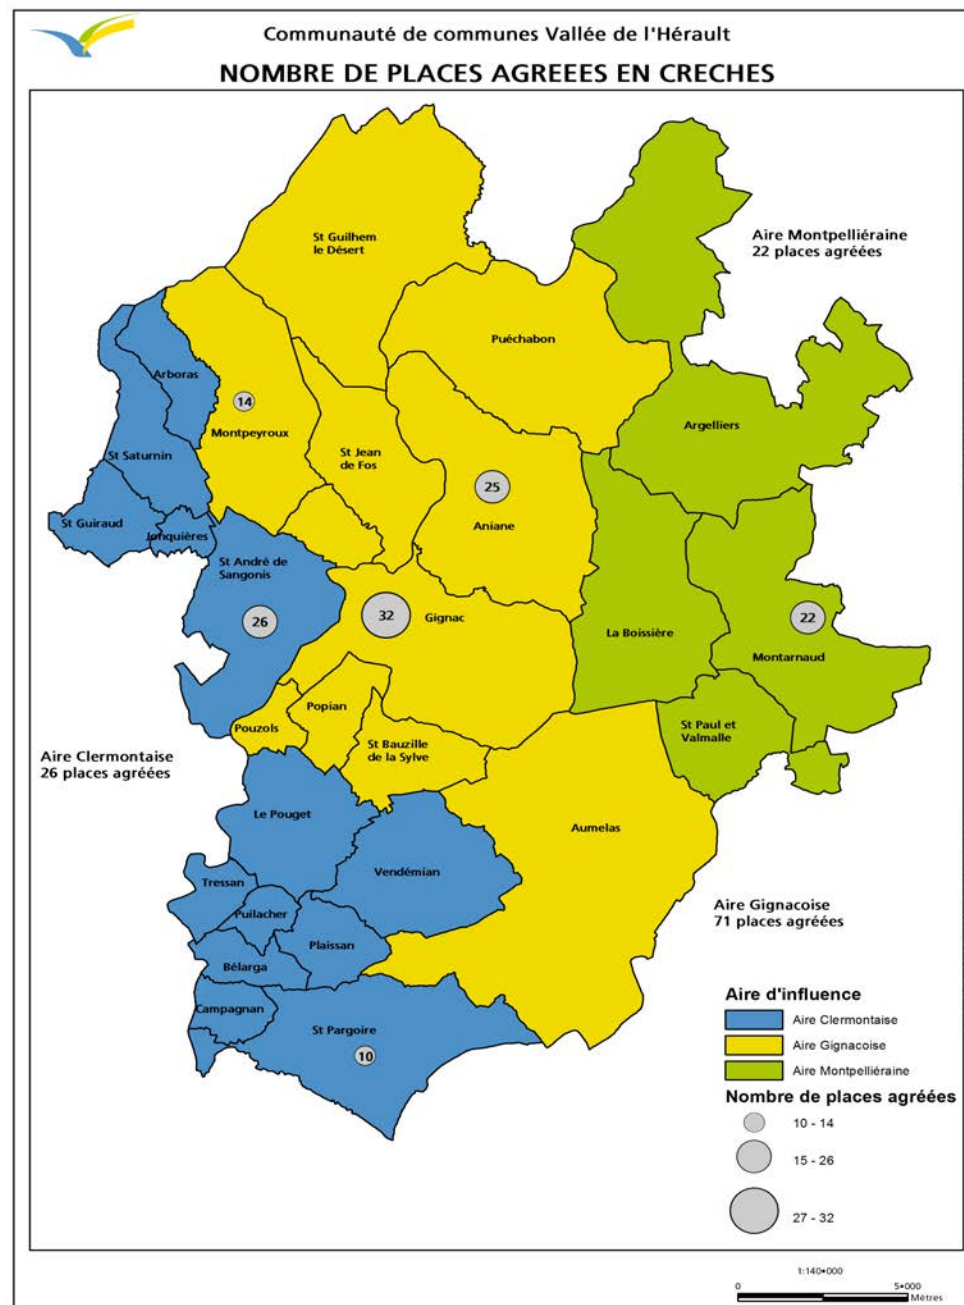 Communauté de communes Vallée de l'Hérault
NOMBRE DE PLACES AGREEES EN CRECHES
St Guilhem
le Désert
Aire Montpelliéraine
22 places agréées
Puéchabon
Arboras
14
Montpeyroux
Argelliers
St Saturnin
St Jean
de Fos
25
Aniane
St Guiraud
Jonquières
St André de
Sangonis
26
32
Gignac
La Boissière
22
Montarnaud
Popian
Pouzols
St Bauzille
de la Sylve
St Paul et
Valmalle
Aire Clermontaise
26 places agréées
Le Pouget
Aumelas
Vendémian
Tressan
Puilacher
Plaissan
Aire Gignacoise
71 places agréées
Bélarga
Campagnan
St Pargoire
10
Aire d'influence
Aire Clermontaise
Aire Gignacoise
Aire Montpelliéraine
Nombre de places agréées
10 - 14
15 - 26
27 - 32
1:140•000
0 5•000
Mètres